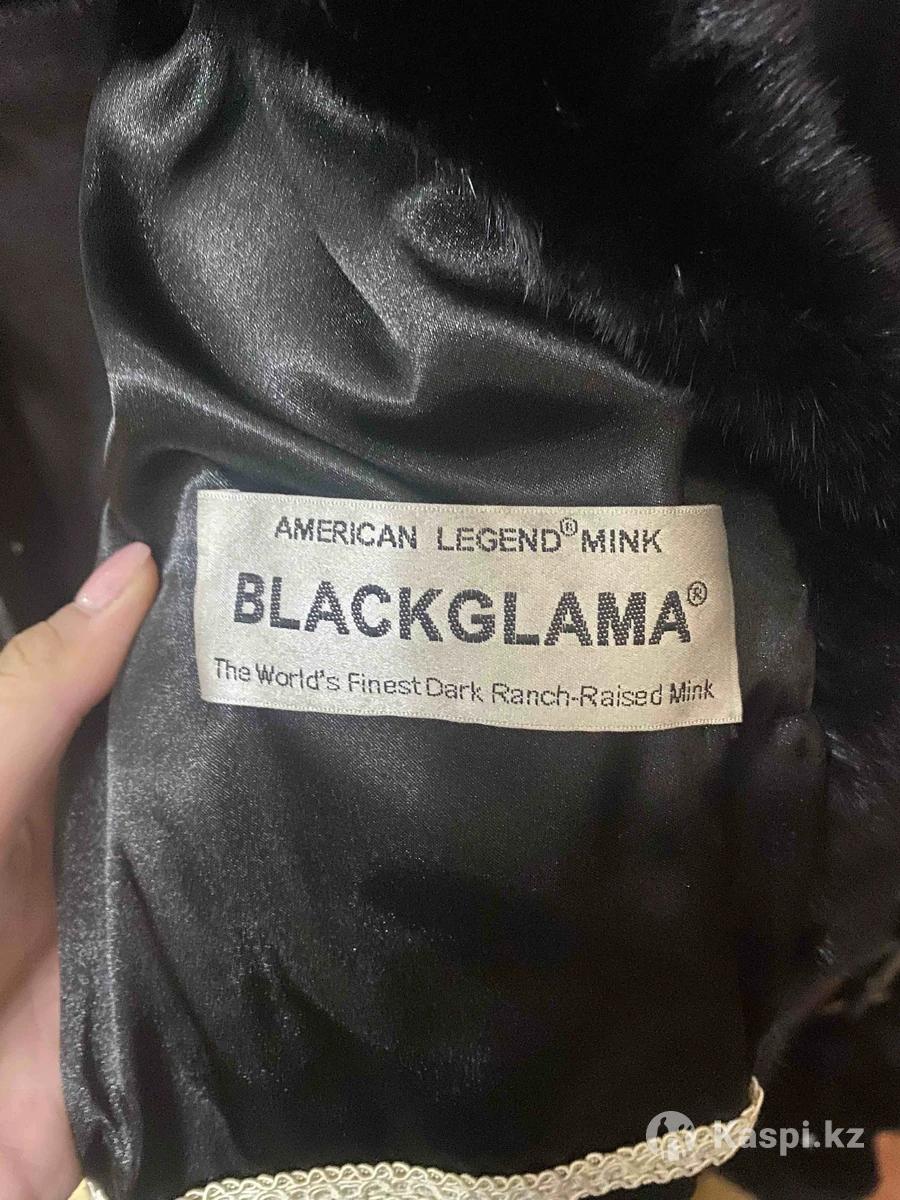 AMERICAN LEGEND® MINK
BLACKGLAMA®
The World's Finest Dark Ranch-Raised Mink
Kaspi.kz